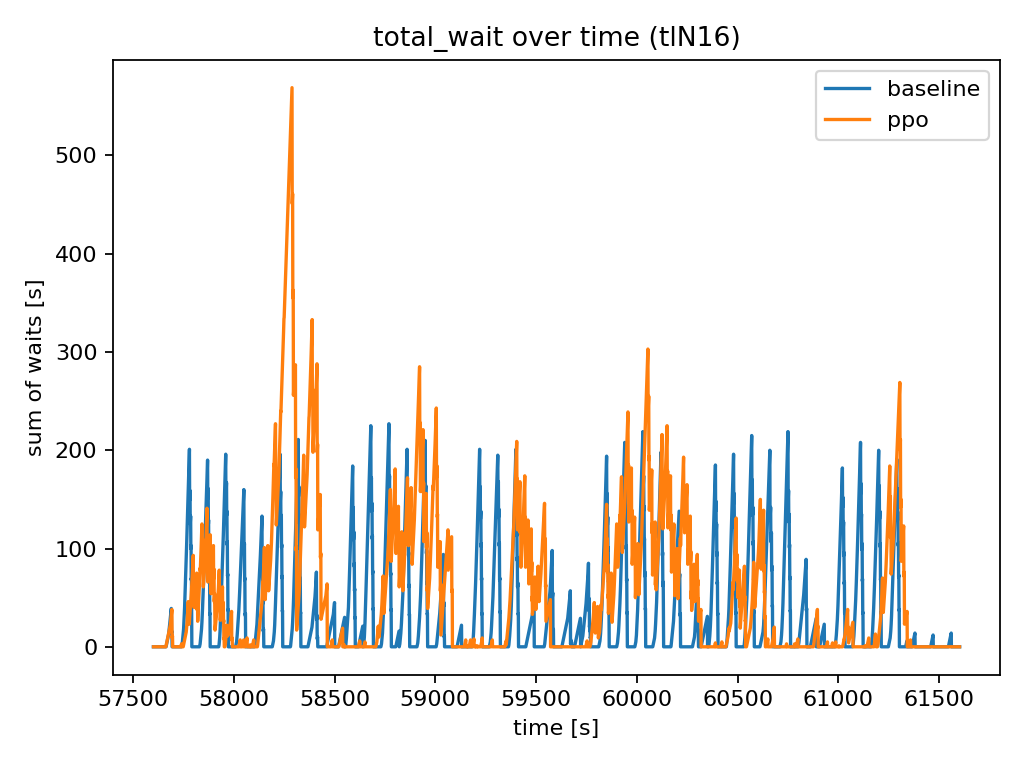 total_wait over time (tlN16)
baseline
ppo
sum of waits [s]
500
400
300
200
100
0
57500 58000 58500 59000 59500 60000 60500 61000 61500
time [s]